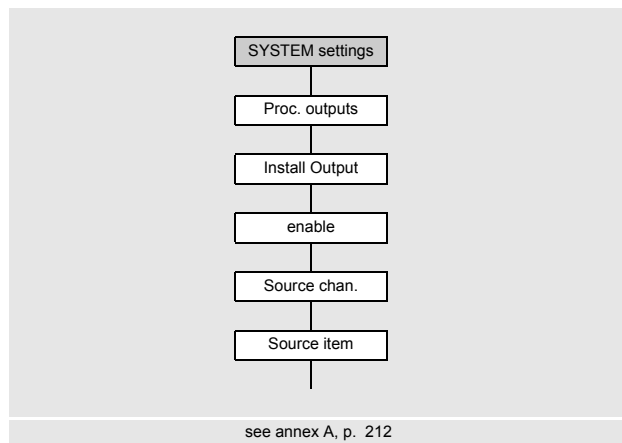 SYSTEM settings
Proc. outputs
Install Output
enable
Source chan.
Source item
see annex A, p. 212